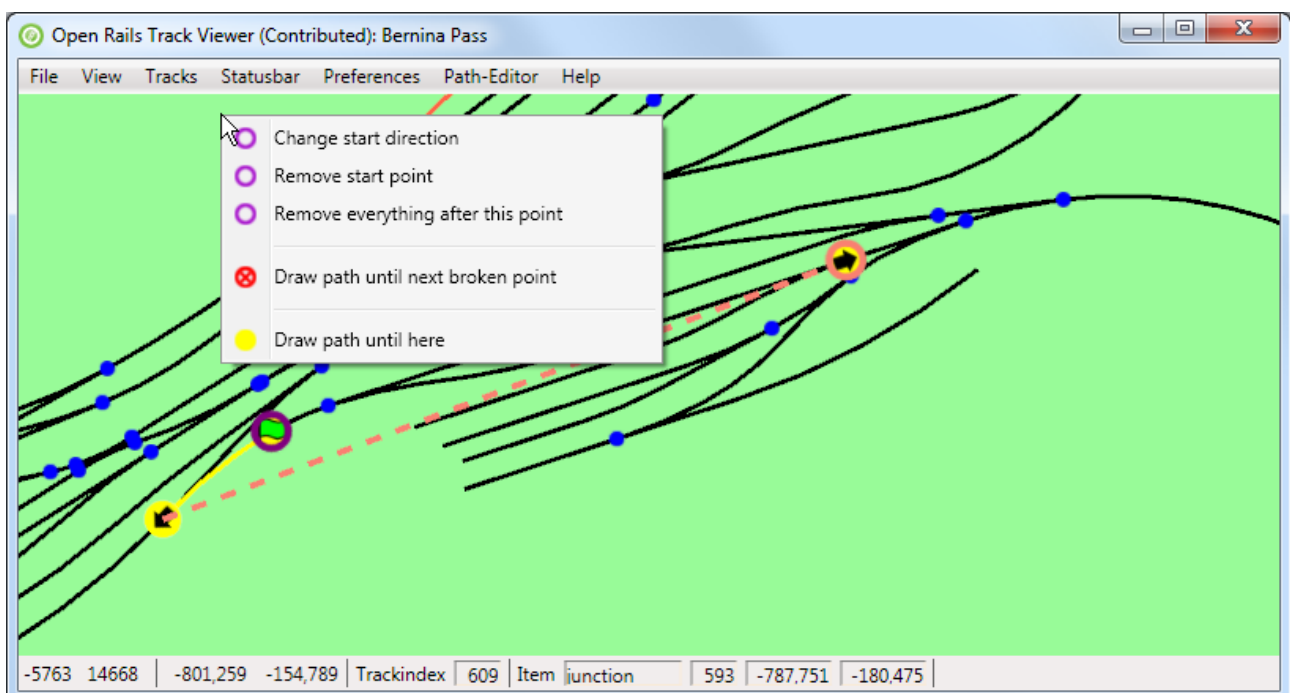 Open Rails Track Viewer (Contributed): Bernina Pass
File View Tracks Statusbar Preferences Path-Editor Help
Change start direction
Remove start point
Remove everything after this point
Draw path until next broken point
Draw path until here
-5763 14668 -801,259 -154,789 Trackindex 609 Item junction 593 -787,751 -180,475